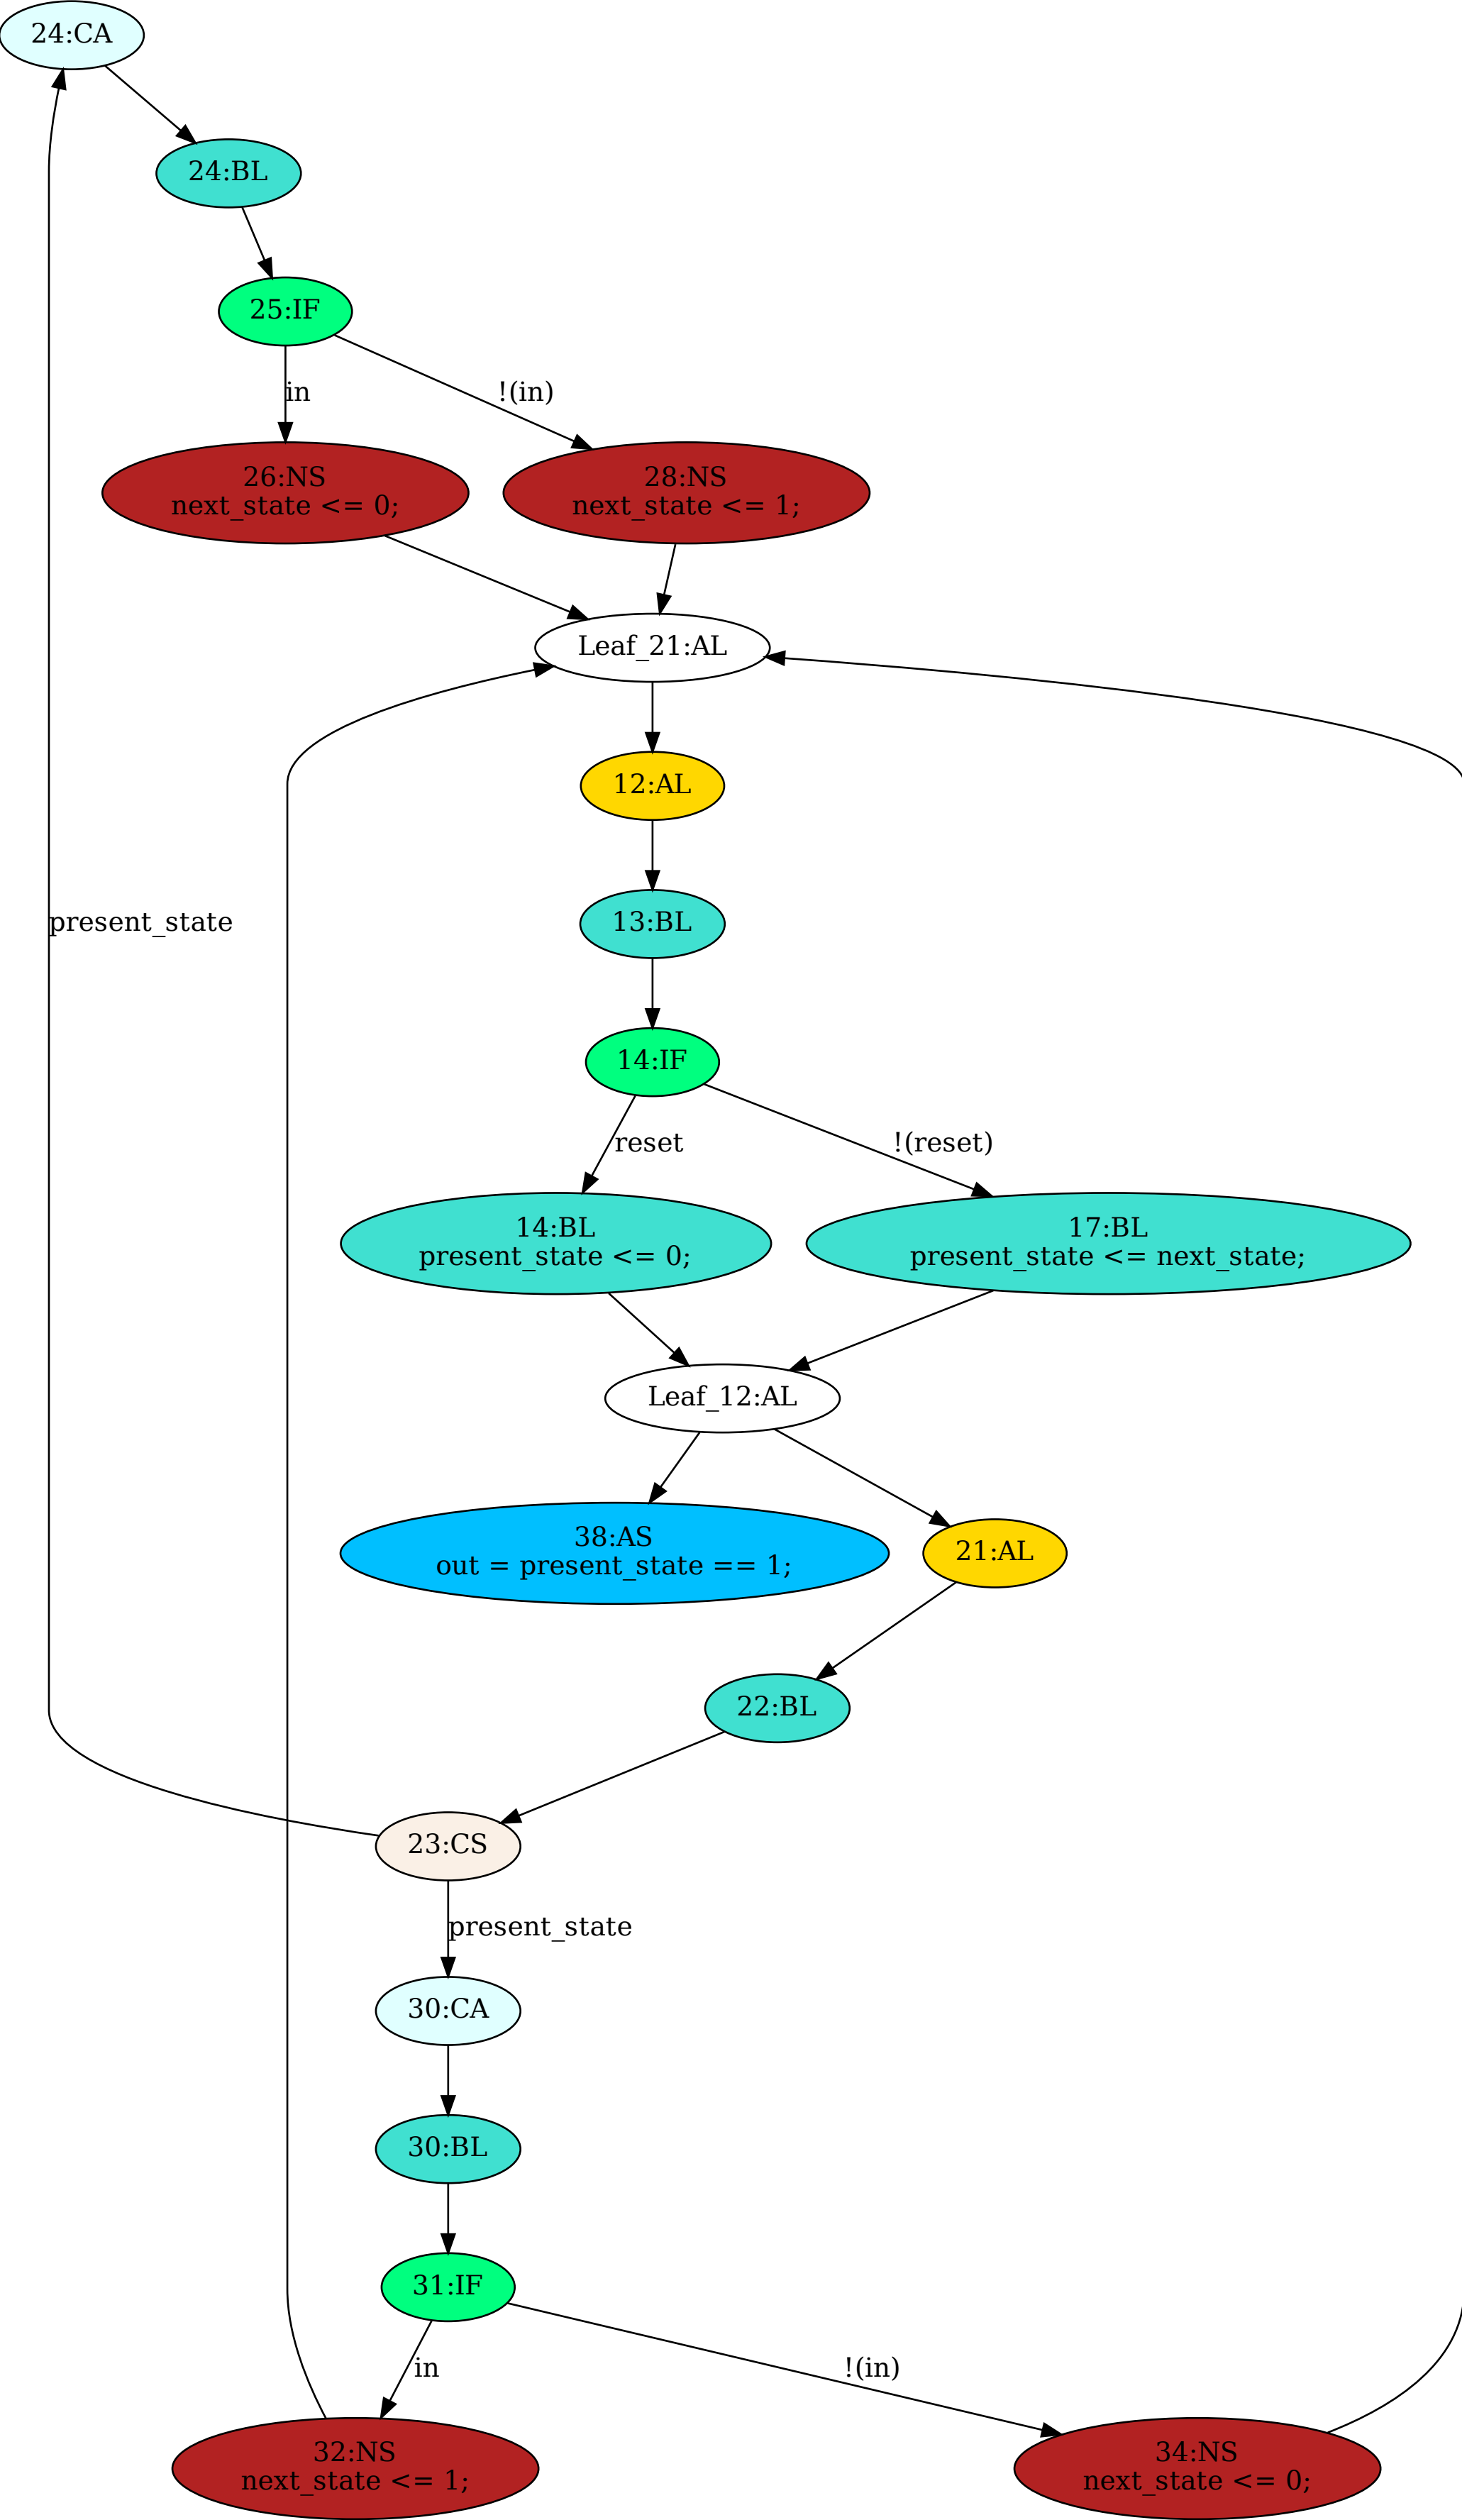 24:CA
24:BL
25:IF
in
!(in)
26:NS
next_state <= 0;
28:NS
next_state <= 1;
Leaf_21:AL
12:AL
present_state
13:BL
14:IF
reset
!(reset)
14:BL
present_state <= 0;
17:BL
present_state <= next_state;
Leaf_12:AL
38:AS
out = present_state == 1;
21:AL
22:BL
23:CS
present_state
30:CA
30:BL
31:IF
in
!(in)
32:NS
next_state <= 1;
34:NS
next_state <= 0;